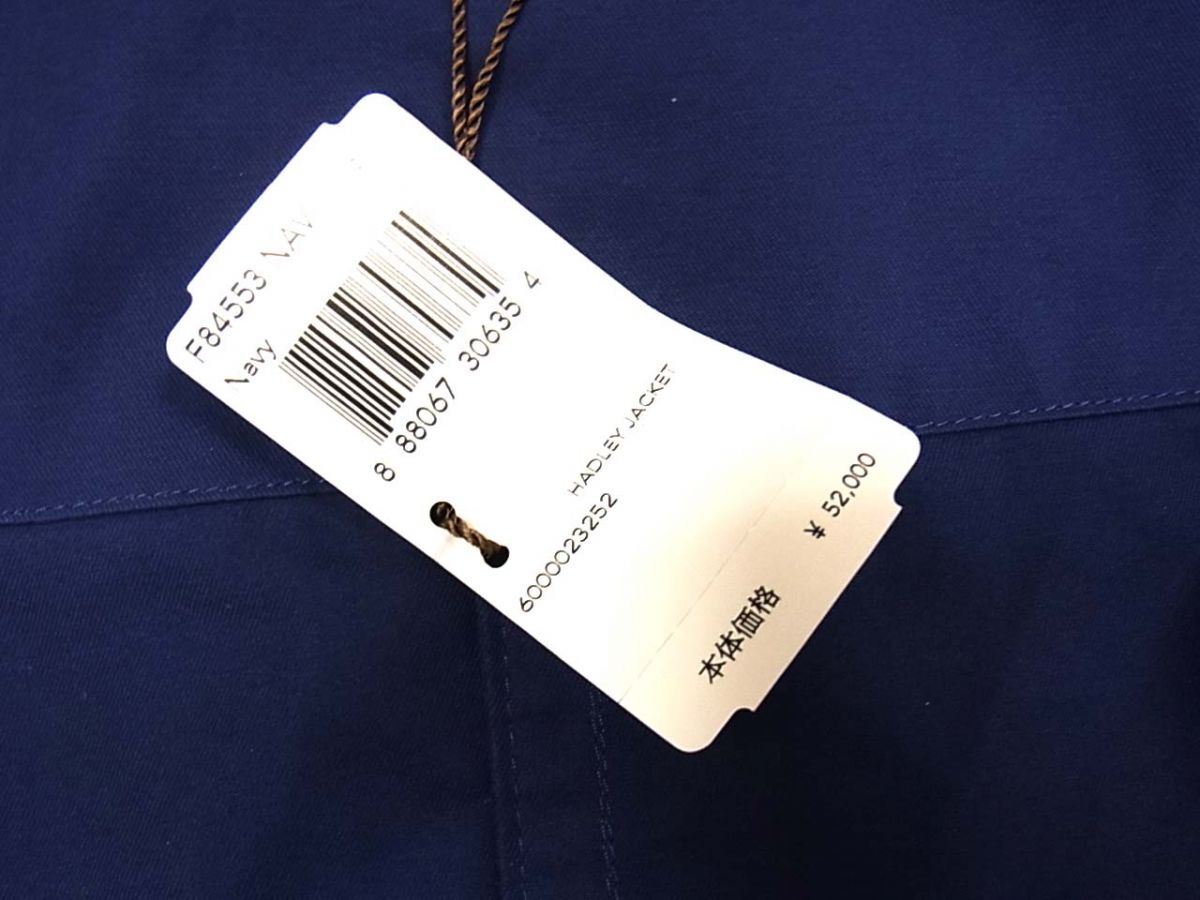 F84553 NAV
Navy
8 88067 30635 4
HADLEY JACKET
6000023252
¥ 52,000
本体価格